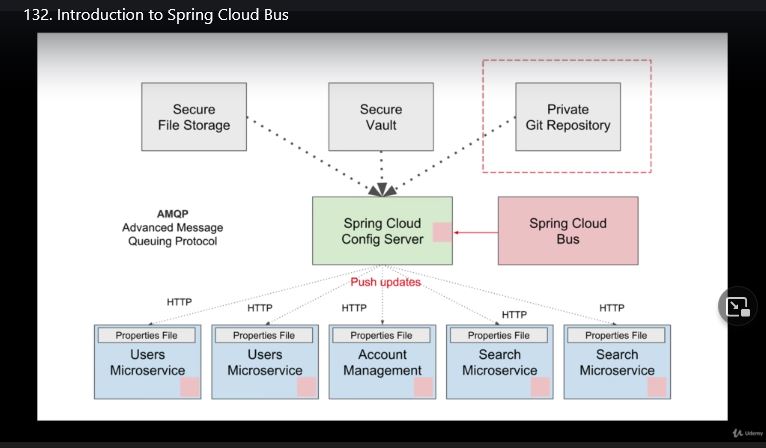 132. Introduction to Spring Cloud Bus
Secure
File Storage
Secure
Vault
Private
Git Repository
AMQP
Advanced Message
Queuing Protocol
Spring Cloud
Config Server
Spring Cloud
Bus
Push updates
HTTP
HTTP
HTTP
HTTP
HTTP
Properties File
Users
Microservice
Properties File
Users
Microservice
Properties File
Account
Management
Properties File
Search
Microservice
Properties File
Search
Microservice
Udemy